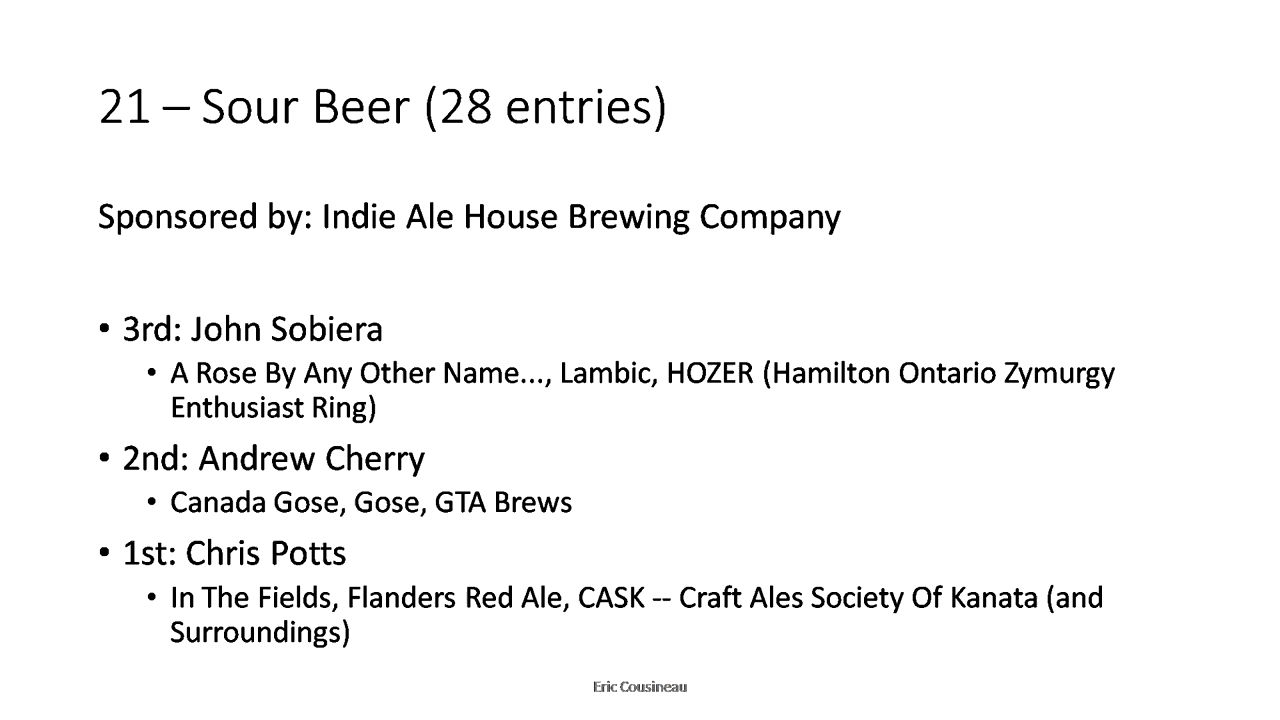 21 – Sour Beer (28 entries)
Sponsored by: Indie Ale House Brewing Company
• 3rd: John Sobiera
• A Rose By Any Other Name..., Lambic, HOZER (Hamilton Ontario Zymurgy
Enthusiast Ring)
• 2nd: Andrew Cherry
• Canada Gose, Gose, GTA Brews
• 1st: Chris Potts
• In The Fields, Flanders Red Ale, CASK -- Craft Ales Society Of Kanata (and
Surroundings)
Eric Cousineau